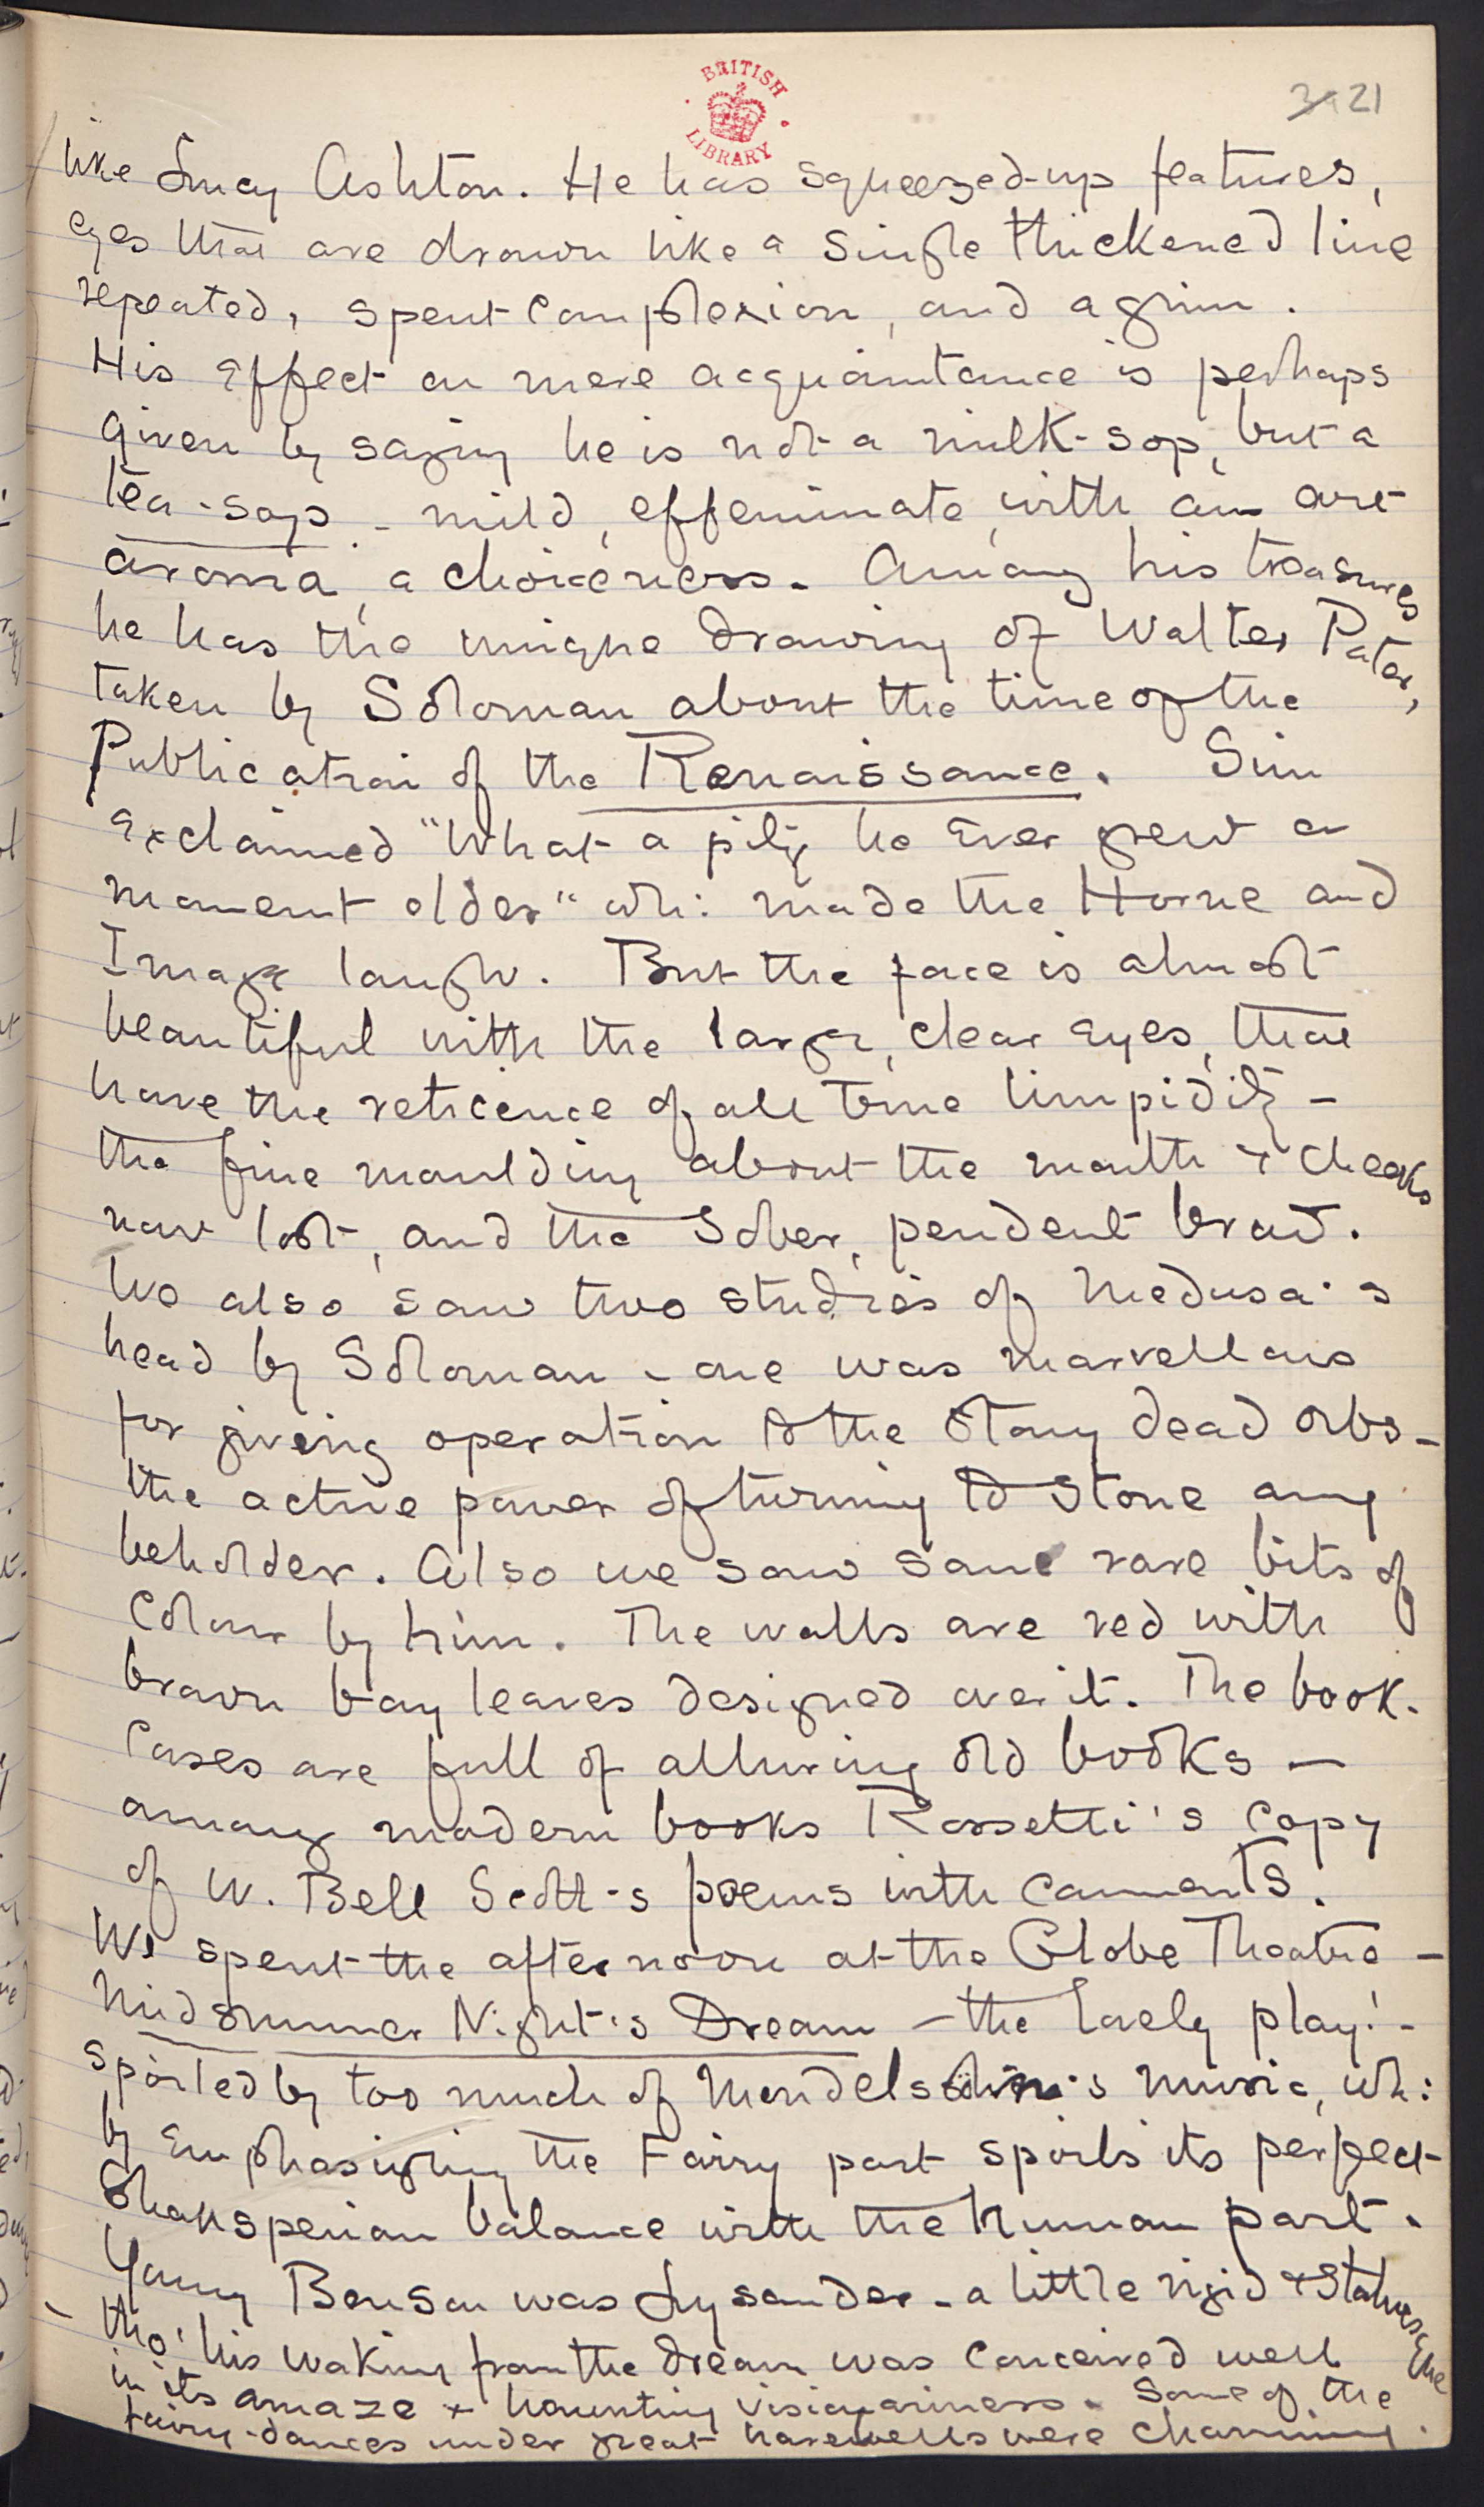 BRITISH
LIBRARY
21
like Lucy Ashton. He has squeezed-up features,
eyes that are drawn like a single thickened line
repeated, spent complexion, and a grim.
His effect on mere acquaintance is perhaps
given by saying he is not a milk-sop, but a
tea-sop - mild, effeminate, with an art
aroma, a choiceness. Among his treasures
he has the unique drawing of Walter Pater,
taken by Soloman about the time of the
Publication of the Renaissance. Sim
exclaimed "What a pity he ever grew a
moment older" wh: made the Horne and
Image laugh. But the face is almost
beautiful with the large, clear eyes, that
have the reticence of all true limpidity -
the fine moulding about the mouth & cheeks
now lost, and the sober, pendent brow.
We also saw two studies of Medusa's
head by Soloman - one was marvellous
for giving operation to the stony dead orbs -
the active power of turning to stone any
beholder. Also we saw some rare bits of
colour by him. The walls are red with
brown bay leaves designed over it. The book-
cases are full of alluring old books -
among modern books Rossetti's copy
of W. Bell Scott's poems with comments.
We spent the afternoon at the Globe Theatre -
Midsummer Night's Dream - the lovely play! -
spoiled by too much of Mendelsohn's music, wh:
by emphasizing the Fairy part spoils its perfect
Shaksperian balance with the human part.
Young Benson was Lysander - a little rigid & statuesque
tho' his waking from the dream was conceived well
in its amaze & haunting visionariness. Some of the
fairy-dances under great harebells were charming.